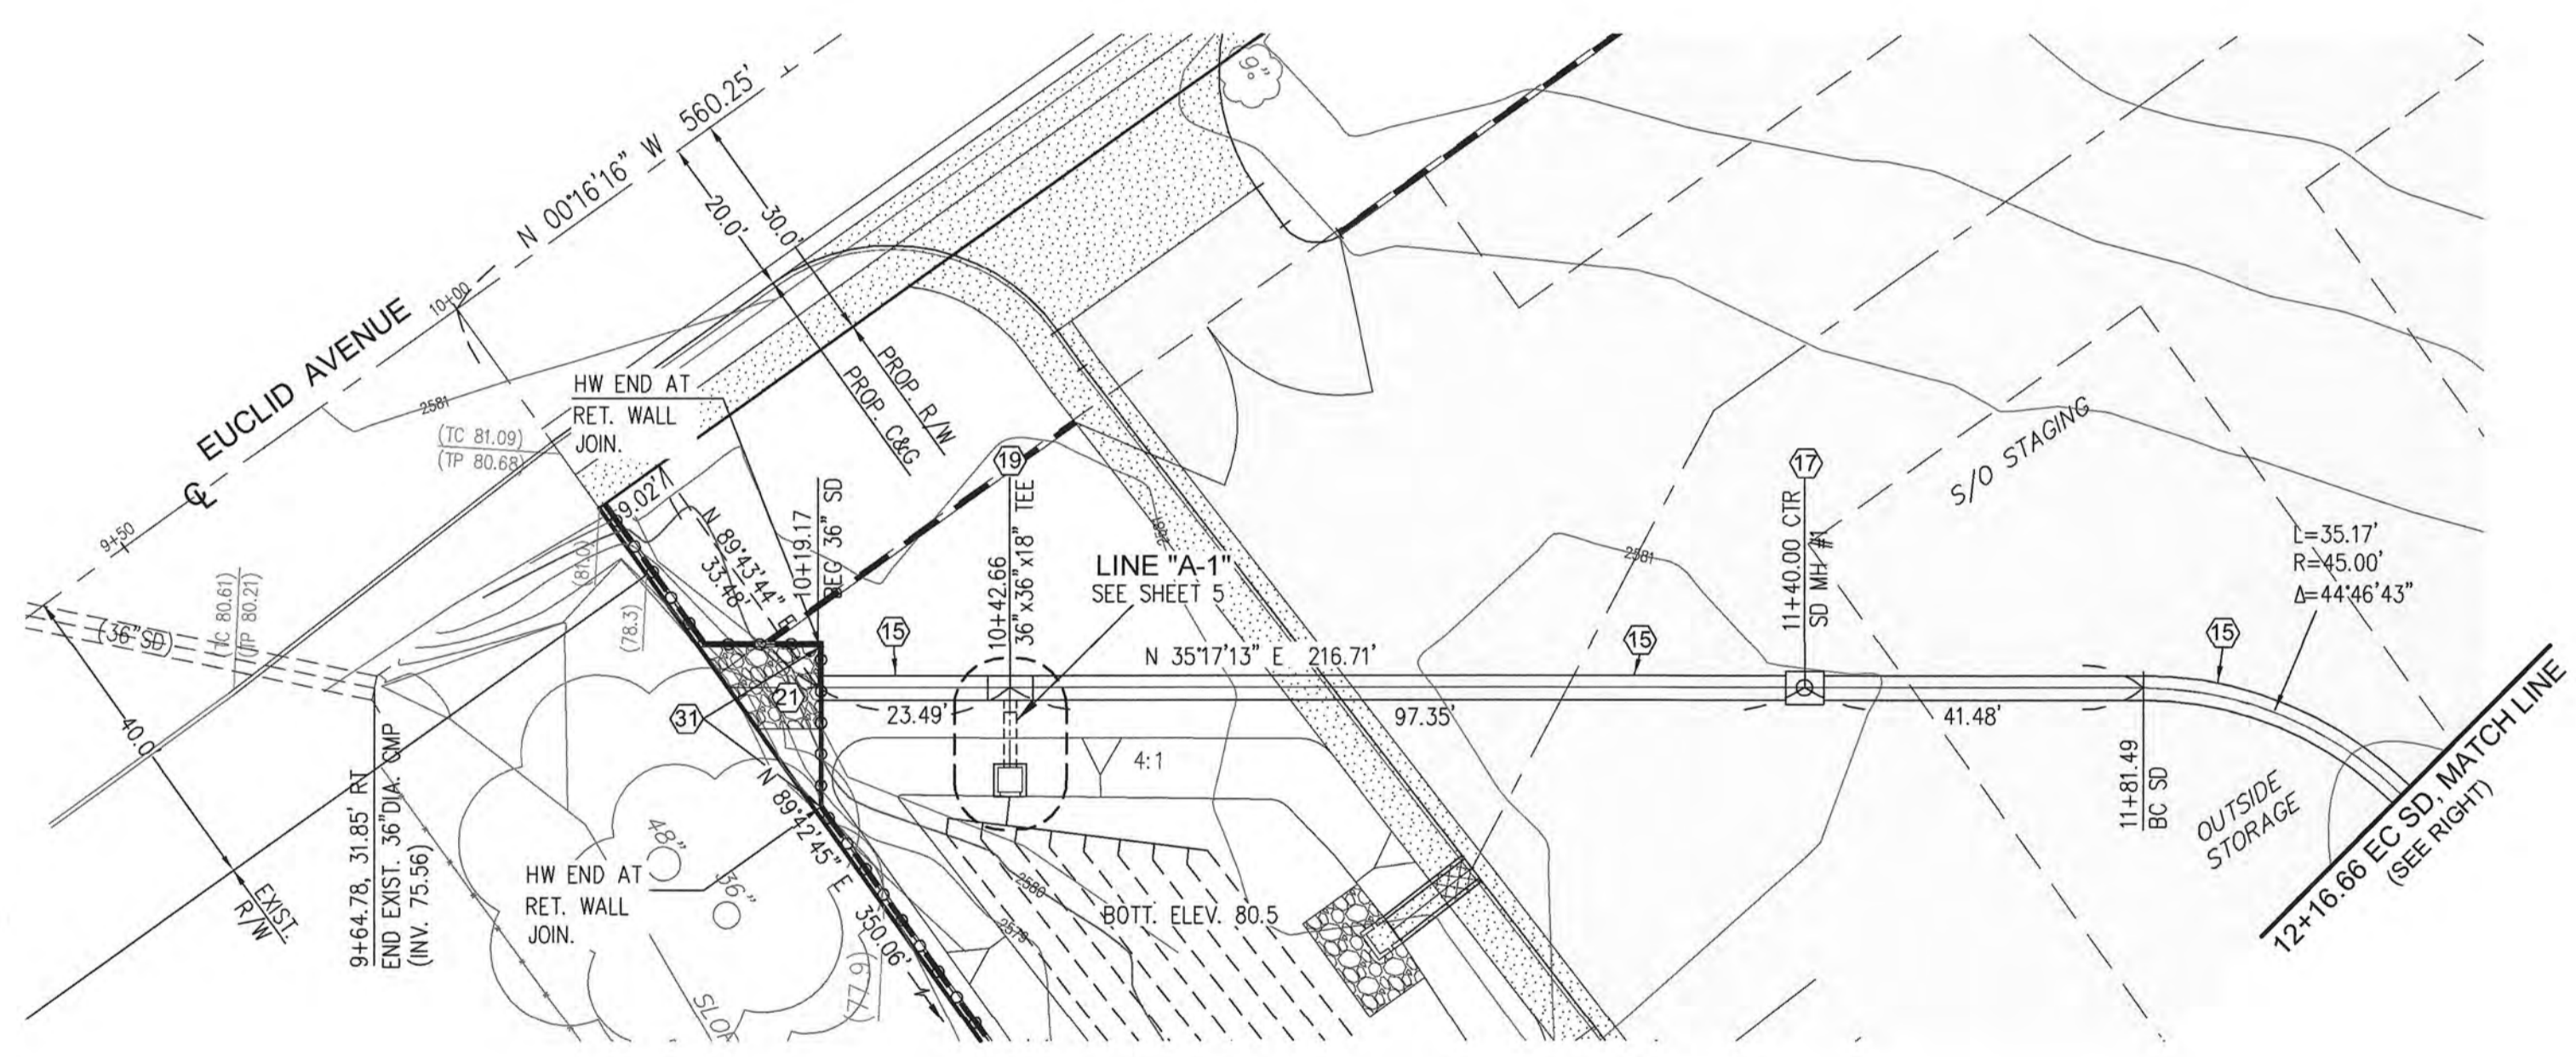 N 00°16'16" W 560.25'
EUCLID AVENUE
10+00
9+50
℄
20.0'
30.0'
PROP. R/W
PROP. C&G
9"
2581
(TC 81.09)
(TP 80.68)
HW END AT
RET. WALL
JOIN.
(TC 80.61)
(TP 80.21)
(36"SD)
(81.0)
(78.3)
N 89°43'44"
33.48'
10+19.17
BEG 36" SD
19
10+42.66
36"x36"x18" TEE
LINE "A-1"
SEE SHEET 5
15
N 35°17'13" E 216.71'
15
17
11+40.00 CTR
SD MH #1
2581
2581
S/O STAGING
L=35.17'
R=45.00'
Δ=44°46'43"
15
21
31
23.49'
97.35'
41.48'
4:1
11+81.49
BC SD
OUTSIDE
STORAGE
12+16.66 EC SD, MATCH LINE
(SEE RIGHT)
40.0'
EXIST.
R/W
9+64.78, 31.85' RT
END EXIST. 36"DIA. CMP
(INV. 75.56)
48"
36"
HW END AT
RET. WALL
JOIN.
N 89°42'45" E 350.06'
2580
2579
BOTT. ELEV. 80.5
(77.9)